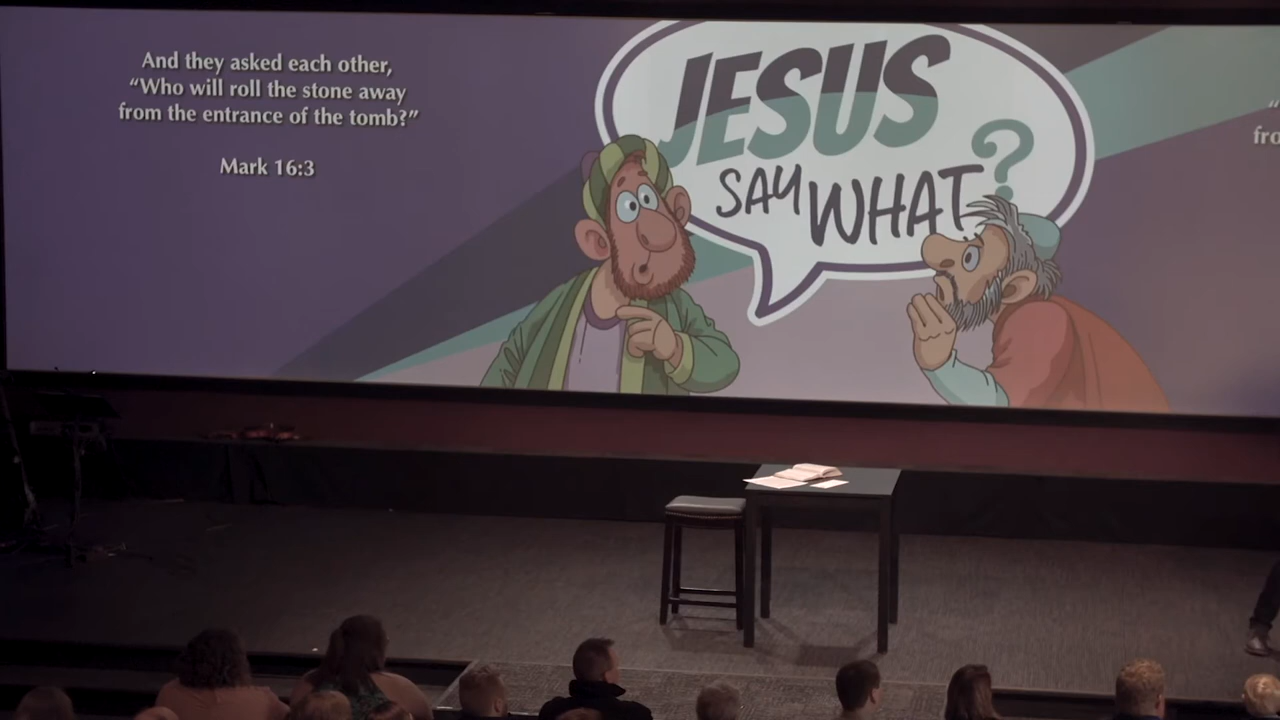 And they asked each other,
“Who will roll the stone away
from the entrance of the tomb?”
Mark 16:3
JESUS
SAY WHAT?